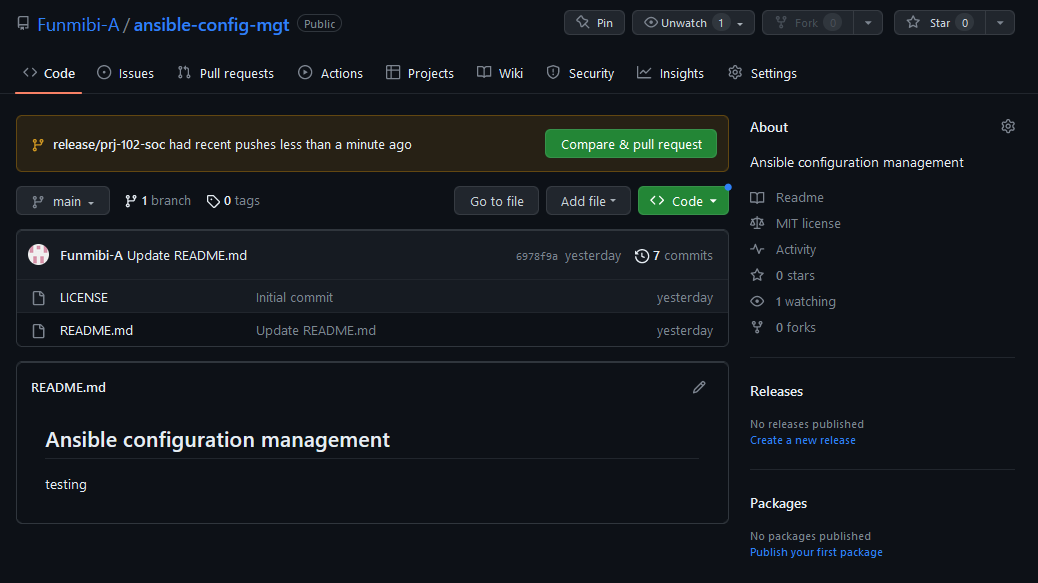 Funmibi-A / ansible-config-mgt Public Pin Unwatch 1 Fork 0 Star 0
Code Issues Pull requests Actions Projects Wiki Security Insights Settings
release/prj-102-soc had recent pushes less than a minute ago Compare & pull request
main 1 branch 0 tags Go to file Add file Code
Funmibi-A Update README.md 6978f9a yesterday 7 commits
LICENSE Initial commit yesterday
README.md Update README.md yesterday
README.md
Ansible configuration management
testing
About
Ansible configuration management
Readme
MIT license
Activity
0 stars
1 watching
0 forks
Releases
No releases published
Create a new release
Packages
No packages published
Publish your first package